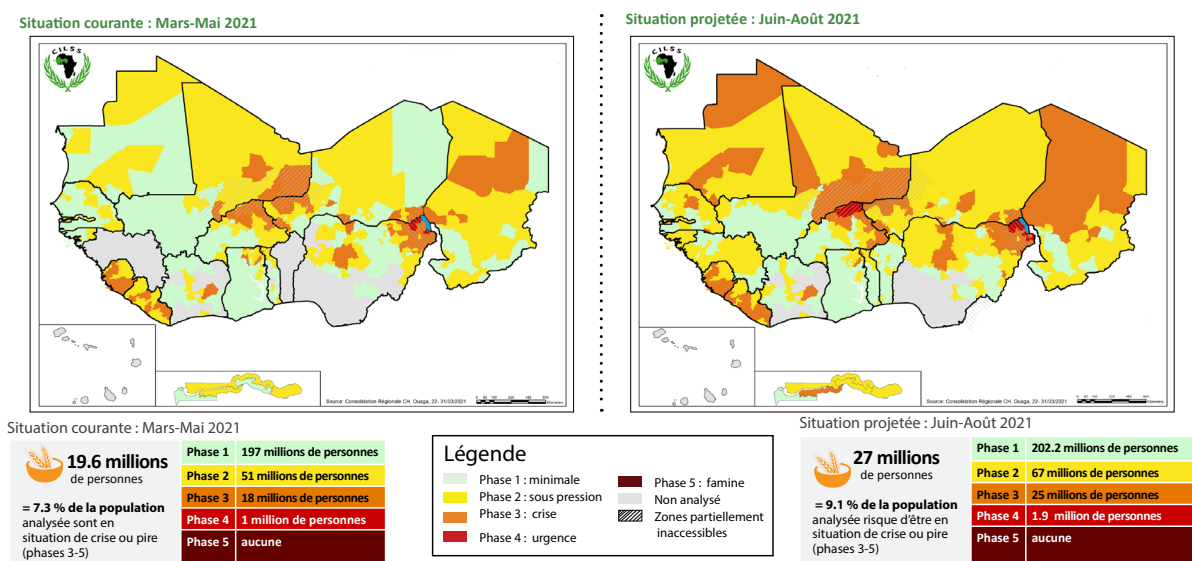 Situation courante : Mars-Mai 2021
Situation projetée : Juin-Août 2021
CILSS
CILSS
Source: Consolidation Régionale CH. Ouaga, 22- 31/03/2021
Source: Consolidation Régionale CH. Ouaga, 22- 31/03/2021
Situation courante : Mars-Mai 2021
19.6 millions
de personnes
= 7.3 % de la population
analysée sont en
situation de crise ou pire
(phases 3-5)
Phase 1 197 millions de personnes
Phase 2 51 millions de personnes
Phase 3 18 millions de personnes
Phase 4 1 million de personnes
Phase 5 aucune
Légende
Phase 1 : minimale
Phase 2 : sous pression
Phase 3 : crise
Phase 4 : urgence
Phase 5 : famine
Non analysé
Zones partiellement
inaccessibles
Situation projetée : Juin-Août 2021
27 millions
de personnes
= 9.1 % de la population
analysée risque d'être en
situation de crise ou pire
(phases 3-5)
Phase 1 202.2 millions de personnes
Phase 2 67 millions de personnes
Phase 3 25 millions de personnes
Phase 4 1.9 million de personnes
Phase 5 aucune